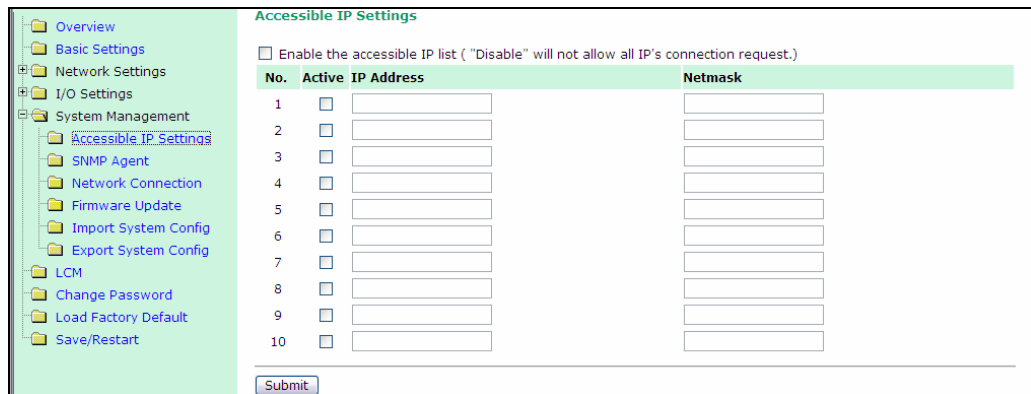 Overview
Basic Settings
Network Settings
I/O Settings
System Management
Accessible IP Settings
SNMP Agent
Network Connection
Firmware Update
Import System Config
Export System Config
LCM
Change Password
Load Factory Default
Save/Restart
Accessible IP Settings
Enable the accessible IP list ( "Disable" will not allow all IP's connection request.)
No. Active IP Address Netmask
1
2
3
4
5
6
7
8
9
10
Submit